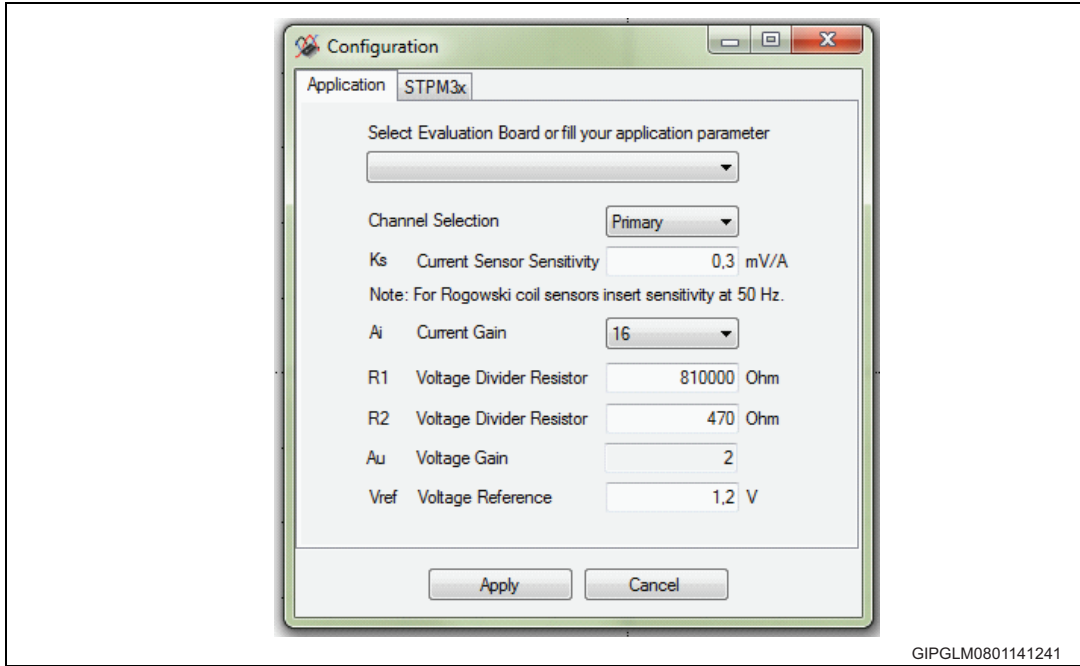 Configuration
Application STPM3x
Select Evaluation Board or fill your application parameter
Channel Selection Primary
Ks Current Sensor Sensitivity 0,3 mV/A
Note: For Rogowski coil sensors insert sensitivity at 50 Hz.
Ai Current Gain 16
R1 Voltage Divider Resistor 810000 Ohm
R2 Voltage Divider Resistor 470 Ohm
Au Voltage Gain 2
Vref Voltage Reference 1,2 V
Apply Cancel
GIPGLM0801141241